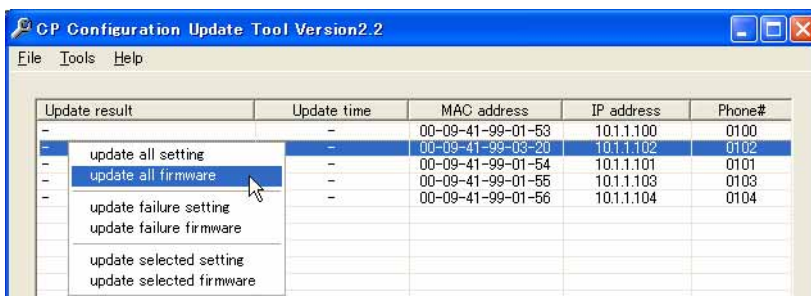 CP Configuration Update Tool Version2.2
File Tools Help
Update result Update time MAC address IP address Phone#
- - 00-09-41-99-01-53 10.1.1.100 0100
- - 00-09-41-99-03-20 10.1.1.102 0102
- - 00-09-41-99-01-54 10.1.1.101 0101
- - 00-09-41-99-01-55 10.1.1.103 0103
- - 00-09-41-99-01-56 10.1.1.104 0104
update all setting
update all firmware
update failure setting
update failure firmware
update selected setting
update selected firmware